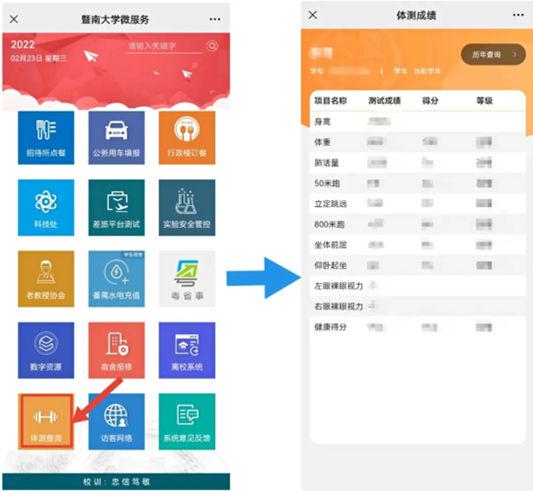 暨南大学微服务
2022
02月23日 星期三
请输入关键字
招待所点餐
公务用车填报
行政楼订餐
科技处
差旅平台测试
实验安全管控
老教授协会
学生缴费
番禺水电充值
粤省事
数字资源
宿舍报修
离校系统
体测查询
访客网络
系统意见反馈
校训：忠信笃敬
体测成绩
历年查询
学号
学年 当前学年
项目名称 测试成绩 得分 等级
身高
体重
肺活量
50米跑
立定跳远
800米跑
坐体前屈
仰卧起坐
左眼裸眼视力
右眼裸眼视力
健康得分